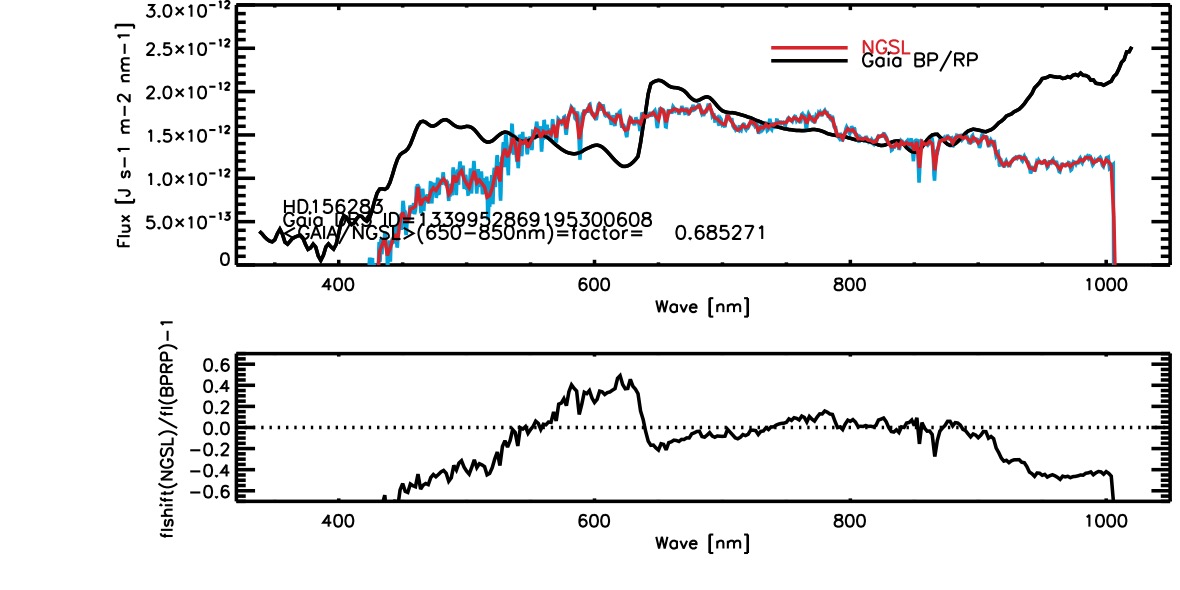 3.0×10−12
2.5×10−12
2.0×10−12
1.5×10−12
1.0×10−12
5.0×10−13
0
Flux [J s−1 m−2 nm−1]
NGSL
Gaia BP/RP
HD156283
Gaia DR3 ID=1339952869195300608
<GAIA/NGSL>(650−850nm)=factor= 0.685271
400 600 800 1000
Wave [nm]
0.6
0.4
0.2
0.0
−0.2
−0.4
−0.6
flshift(NGSL)/fl(BPRP)−1
400 600 800 1000
Wave [nm]